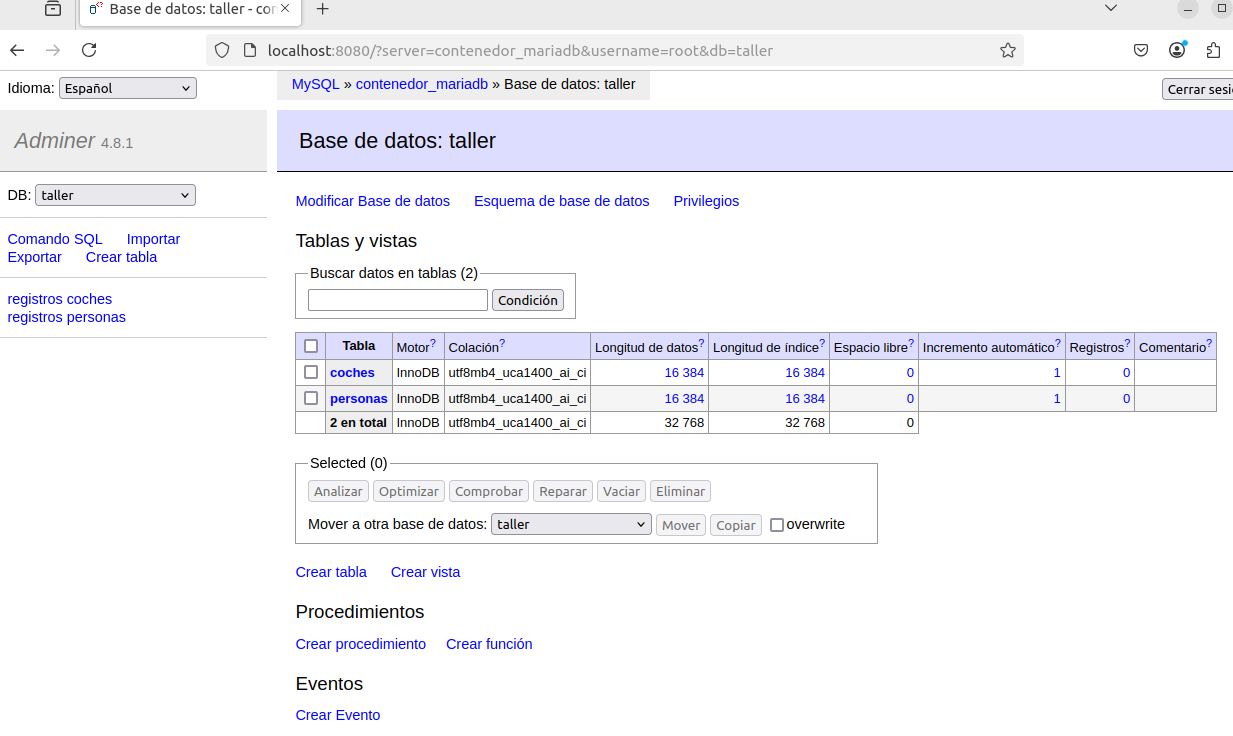 Base de datos: taller - con
localhost:8080/?server=contenedor_mariadb&username=root&db=taller
Idioma: Español
MySQL » contenedor_mariadb » Base de datos: taller
Cerrar sesi
Adminer 4.8.1
Base de datos: taller
DB: taller
Modificar Base de datos Esquema de base de datos Privilegios
Comando SQL Importar
Exportar Crear tabla
registros coches
registros personas
Tablas y vistas
Buscar datos en tablas (2)
Condición
Tabla Motor? Colación? Longitud de datos? Longitud de índice? Espacio libre? Incremento automático? Registros? Comentario?
coches InnoDB utf8mb4_uca1400_ai_ci 16 384 16 384 0 1 0
personas InnoDB utf8mb4_uca1400_ai_ci 16 384 16 384 0 1 0
2 en total InnoDB utf8mb4_uca1400_ai_ci 32 768 32 768 0
Selected (0)
Analizar Optimizar Comprobar Reparar Vaciar Eliminar
Mover a otra base de datos: taller Mover Copiar overwrite
Crear tabla Crear vista
Procedimientos
Crear procedimiento Crear función
Eventos
Crear Evento